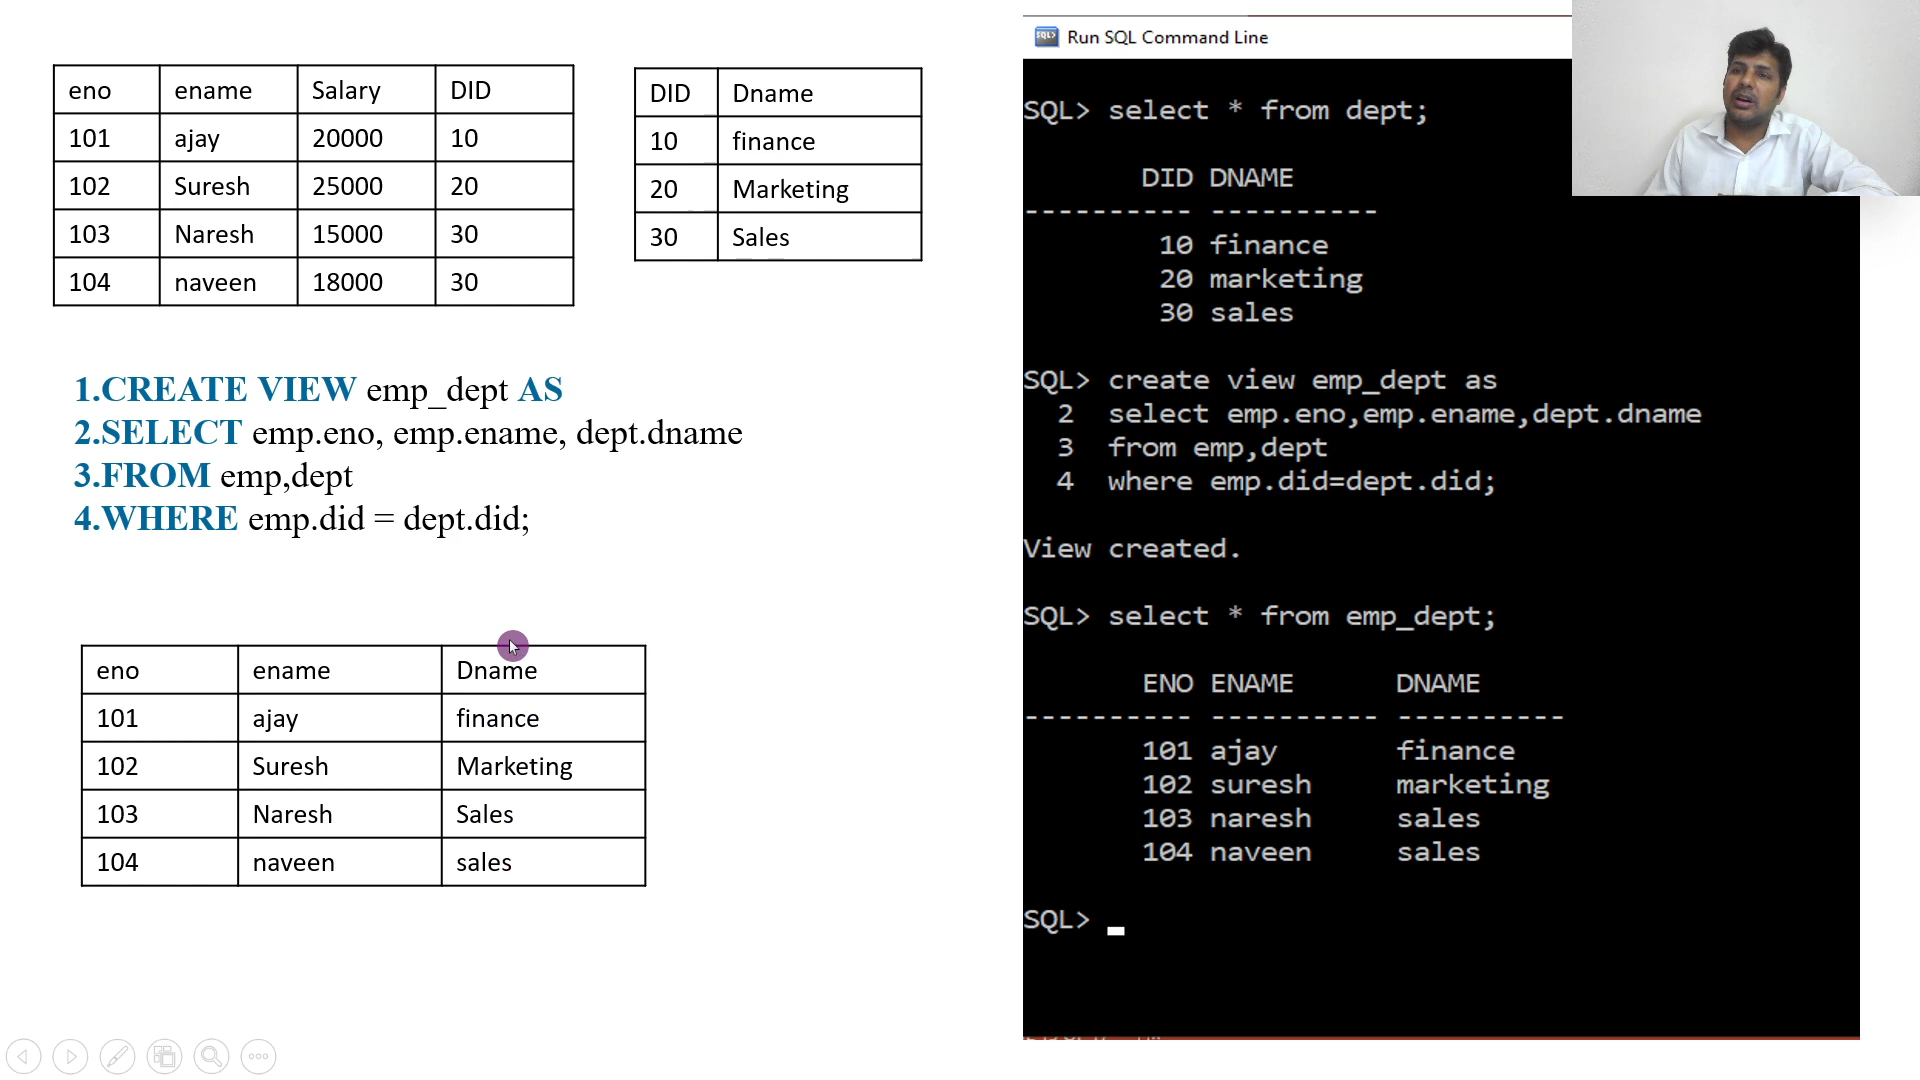 eno ename Salary DID
101 ajay 20000 10
102 Suresh 25000 20
103 Naresh 15000 30
104 naveen 18000 30
DID Dname
10 finance
20 Marketing
30 Sales
1.CREATE VIEW emp_dept AS
2.SELECT emp.eno, emp.ename, dept.dname
3.FROM emp,dept
4.WHERE emp.did = dept.did;
eno ename Dname
101 ajay finance
102 Suresh Marketing
103 Naresh Sales
104 naveen sales
Run SQL Command Line
SQL> select * from dept;
DID DNAME
---------- ----------
10 finance
20 marketing
30 sales
SQL> create view emp_dept as
2 select emp.eno,emp.ename,dept.dname
3 from emp,dept
4 where emp.did=dept.did;
View created.
SQL> select * from emp_dept;
ENO ENAME DNAME
---------- ---------- ----------
101 ajay finance
102 suresh marketing
103 naresh sales
104 naveen sales
SQL>